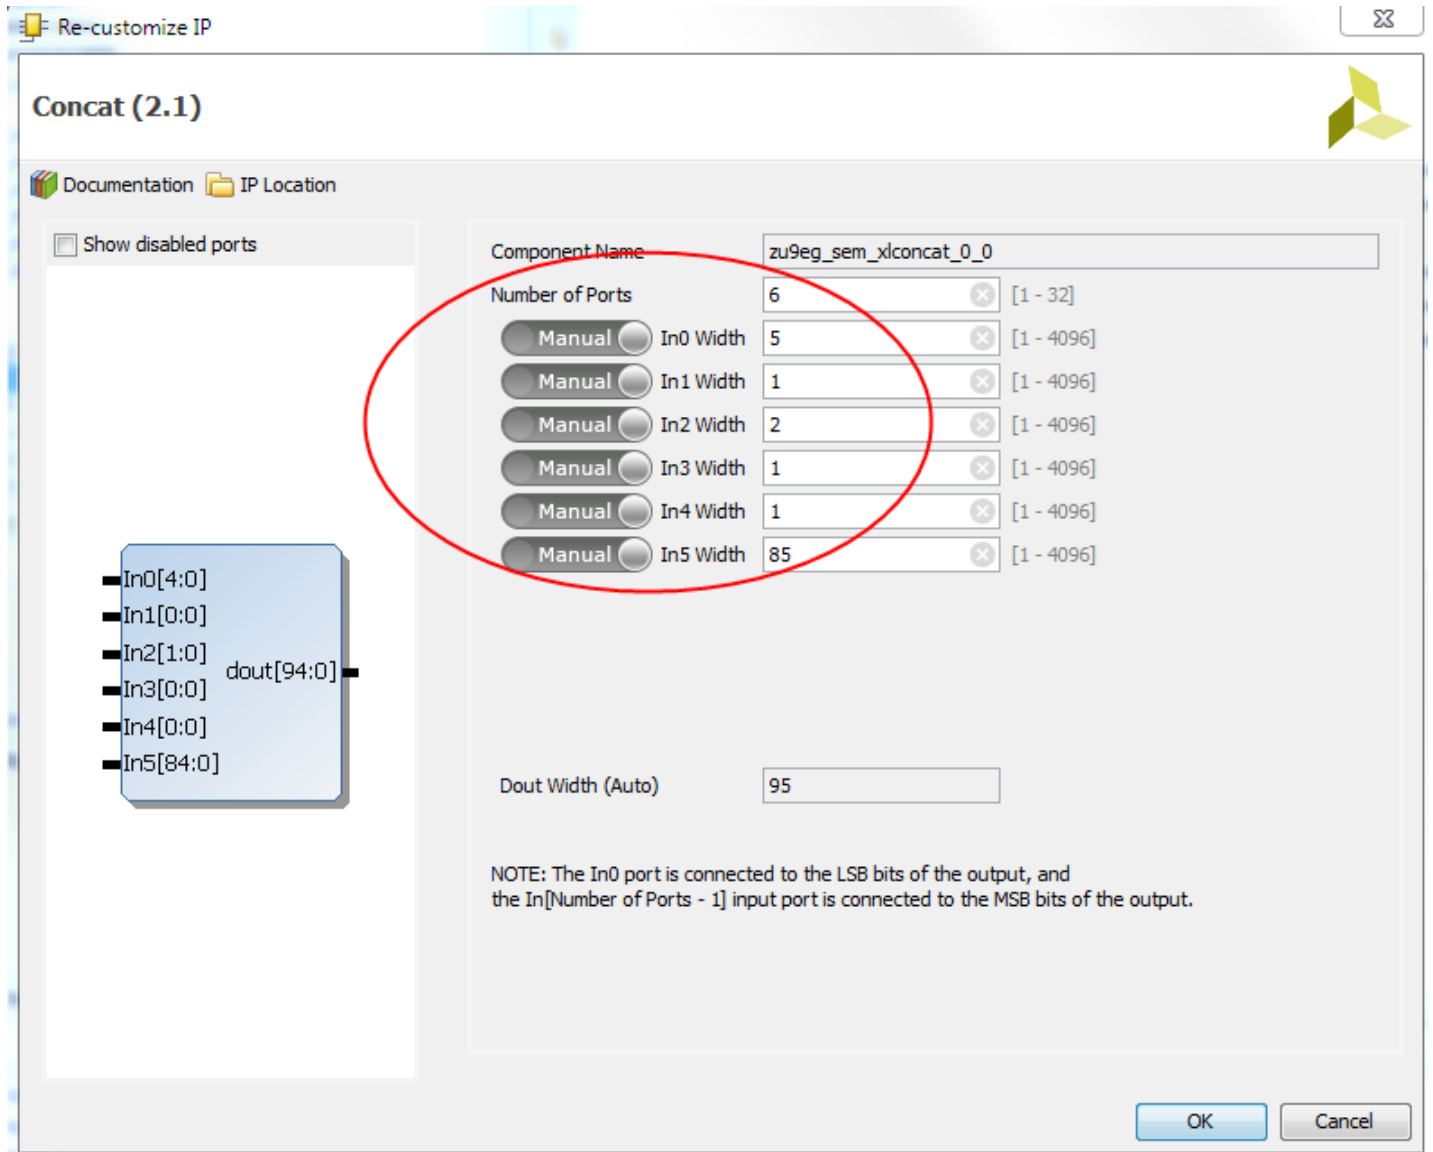 Re-customize IP
Concat (2.1)
Documentation IP Location
Show disabled ports
In0[4:0]
In1[0:0]
In2[1:0]
dout[94:0]
In3[0:0]
In4[0:0]
In5[84:0]
Component Name zu9eg_sem_xlconcat_0_0
Number of Ports 6 [1 - 32]
Manual In0 Width 5 [1 - 4096]
Manual In1 Width 1 [1 - 4096]
Manual In2 Width 2 [1 - 4096]
Manual In3 Width 1 [1 - 4096]
Manual In4 Width 1 [1 - 4096]
Manual In5 Width 85 [1 - 4096]
Dout Width (Auto) 95
NOTE: The In0 port is connected to the LSB bits of the output, and
the In[Number of Ports - 1] input port is connected to the MSB bits of the output.
OK Cancel